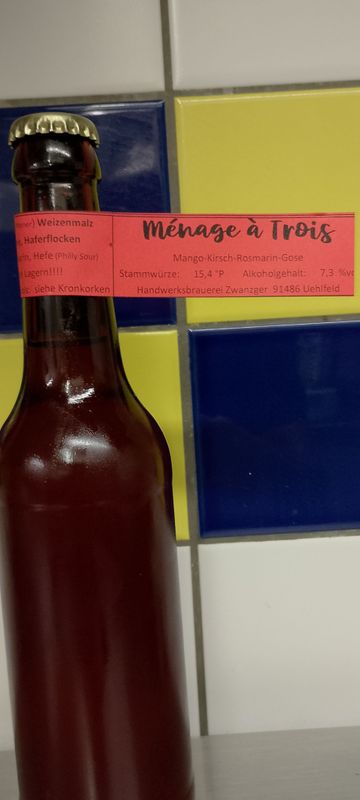 Weizenmalz
Haferflocken
Hefe (Philly Sour)
Lagern!!!!
siehe Kronkorken
Ménage à Trois
Mango-Kirsch-Rosmarin-Gose
Stammwürze: 15,4 °P Alkoholgehalt: 7,3 %vo
Handwerksbrauerei Zwanzger 91486 Uehlfeld